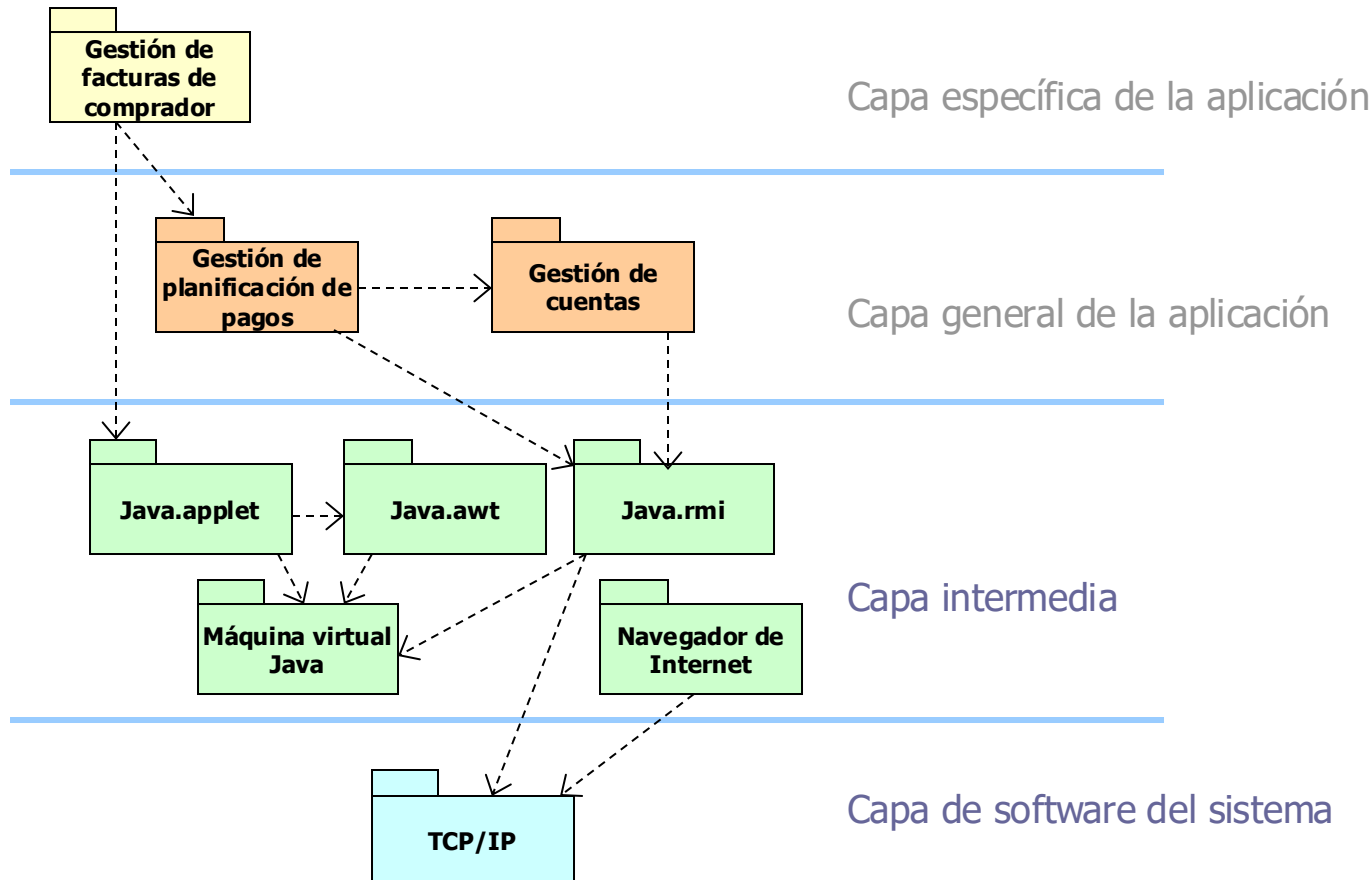 Gestión de
facturas de
comprador
Capa específica de la aplicación
Gestión de
planificación de
pagos
Gestión de
cuentas
Capa general de la aplicación
Java.applet
Java.awt
Java.rmi
Máquina virtual
Java
Navegador de
Internet
Capa intermedia
TCP/IP
Capa de software del sistema